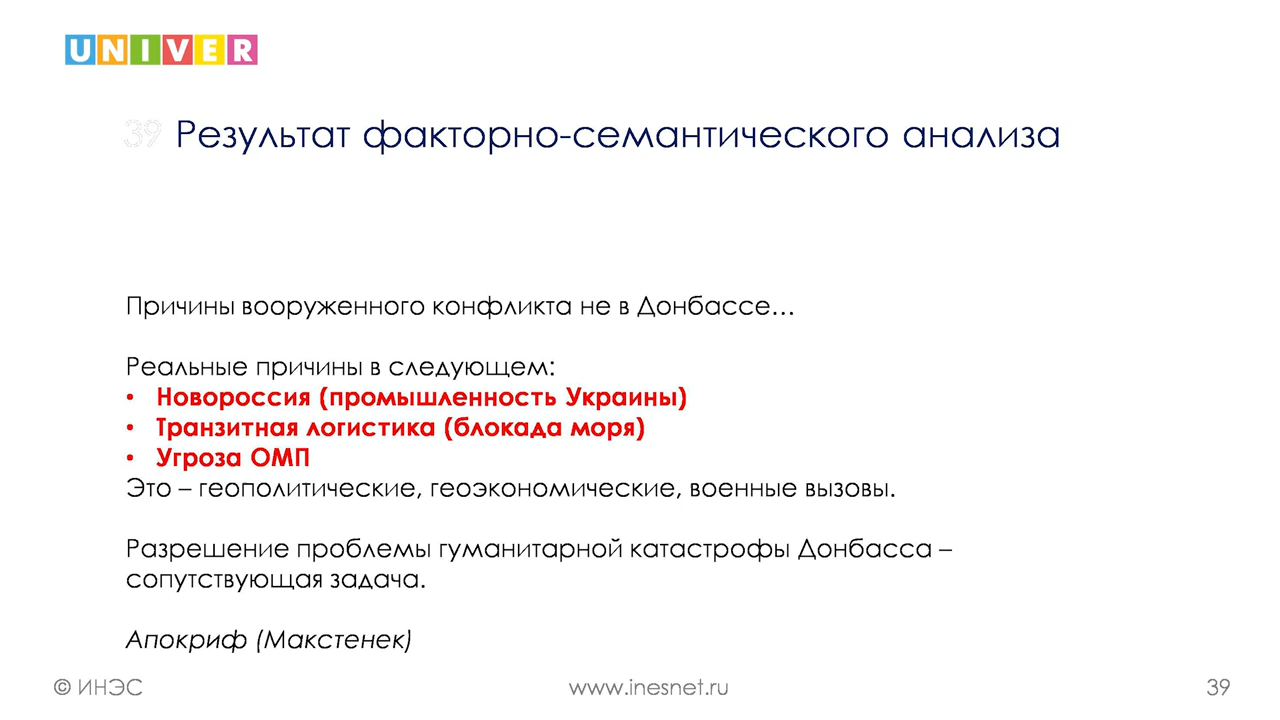 UNIVER
39 Результат факторно-семантического анализа
Причины вооруженного конфликта не в Донбассе…
Реальные причины в следующем:
• Новороссия (промышленность Украины)
• Транзитная логистика (блокада моря)
• Угроза ОМП
Это – геополитические, геоэкономические, военные вызовы.
Разрешение проблемы гуманитарной катастрофы Донбасса –
сопутствующая задача.
Апокриф (Макстенек)
© ИНЭС www.inesnet.ru 39